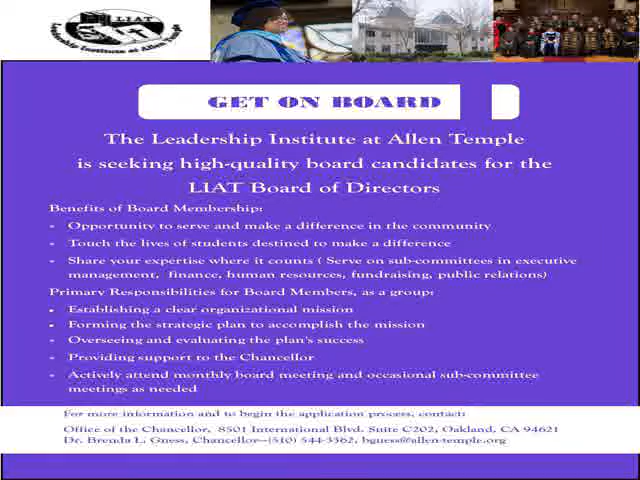 LIAT
Leadership Institute at Allen Temple
GET ON BOARD
The Leadership Institute at Allen Temple
is seeking high-quality board candidates for the
LIAT Board of Directors
Benefits of Board Membership:
Opportunity to serve and make a difference in the community
Touch the lives of students destined to make a difference
Share your expertise where it counts ( Serve on sub-committees in executive
management, finance, human resources, fundraising, public relations)
Primary Responsibilities for Board Members, as a group:
Establishing a clear organizational mission
Forming the strategic plan to accomplish the mission
Overseeing and evaluating the plan's success
Providing support to the Chancellor
Actively attend monthly board meeting and occasional sub-committee
meetings as needed
For more information and to begin the application process, contact:
Office of the Chancellor, 8501 International Blvd. Suite C202, Oakland, CA 94621
Dr. Brenda L. Guess, Chancellor—(510) 544-3362, bguess@allen-temple.org